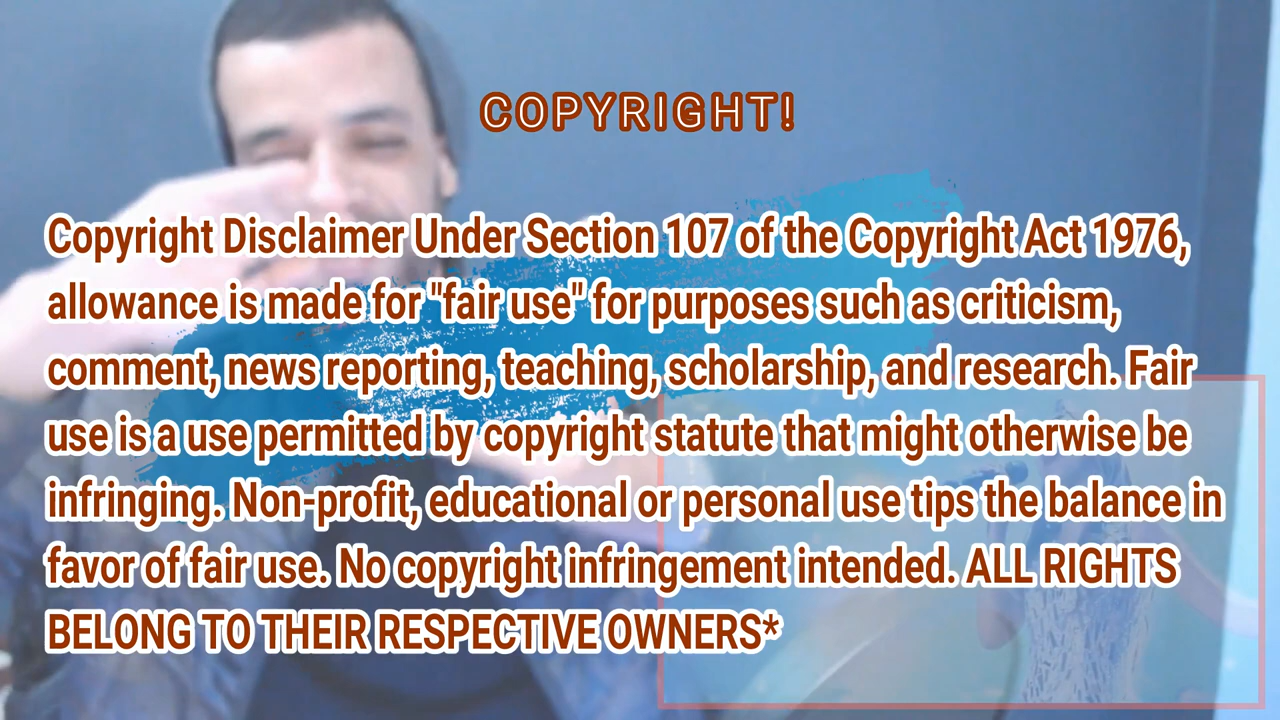 COPYRIGHT!
Copyright Disclaimer Under Section 107 of the Copyright Act 1976,
allowance is made for "fair use" for purposes such as criticism,
comment, news reporting, teaching, scholarship, and research. Fair
use is a use permitted by copyright statute that might otherwise be
infringing. Non-profit, educational or personal use tips the balance in
favor of fair use. No copyright infringement intended. ALL RIGHTS
BELONG TO THEIR RESPECTIVE OWNERS*